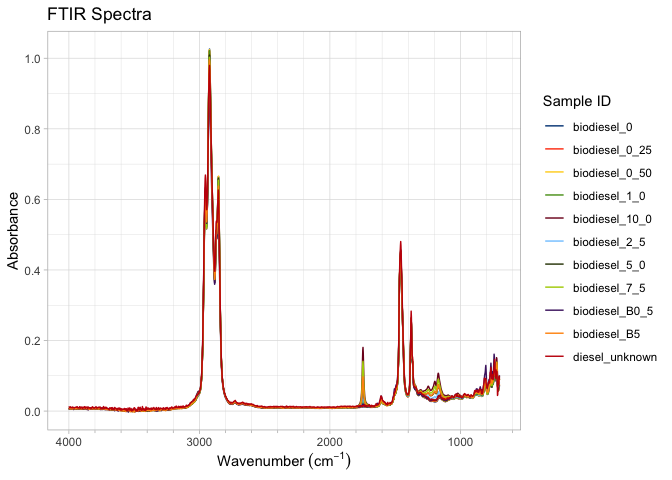 FTIR Spectra
1.0
0.8
0.6
0.4
0.2
0.0
Absorbance
4000 3000 2000 1000
Wavenumber (cm⁻¹)
Sample ID
biodiesel_0
biodiesel_0_25
biodiesel_0_50
biodiesel_1_0
biodiesel_10_0
biodiesel_2_5
biodiesel_5_0
biodiesel_7_5
biodiesel_B0_5
biodiesel_B5
diesel_unknown